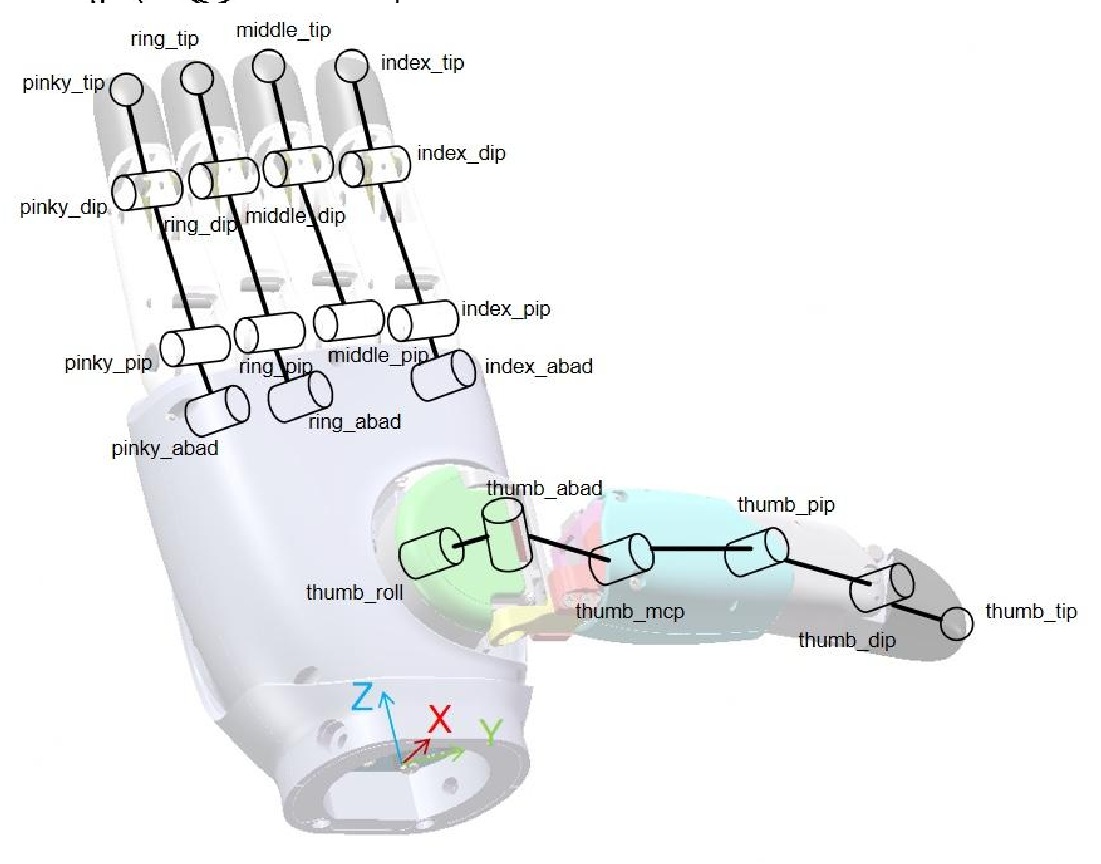 middle_tip
ring_tip
index_tip
pinky_tip
index_dip
pinky_dip
middle_dip
ring_dip
index_pip
middle_pip
pinky_pip
ring_pip
index_abad
ring_abad
pinky_abad
thumb_abad
thumb_pip
thumb_roll
thumb_mcp
thumb_tip
thumb_dip
Z
X
Y